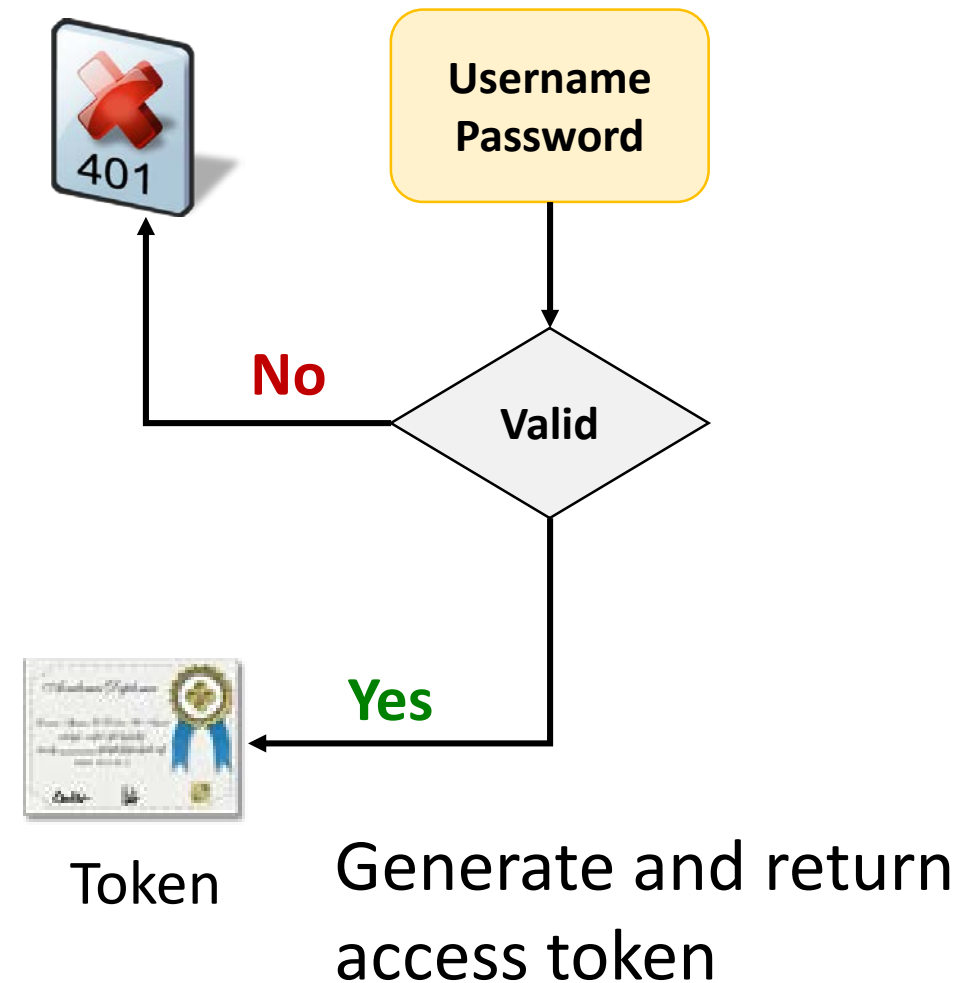 401
Username
Password
No
Valid
Yes
Token
Generate and return
access token